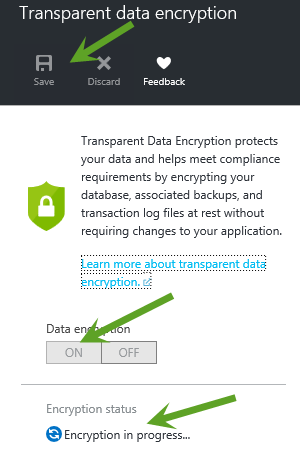 Transparent data encryption
Save Discard Feedback
Transparent Data Encryption protects
your data and helps meet compliance
requirements by encrypting your
database, associated backups, and
transaction log files at rest without
requiring changes to your application.
Learn more about transparent data
encryption.
Data encryption
ON OFF
Encryption status
Encryption in progress...